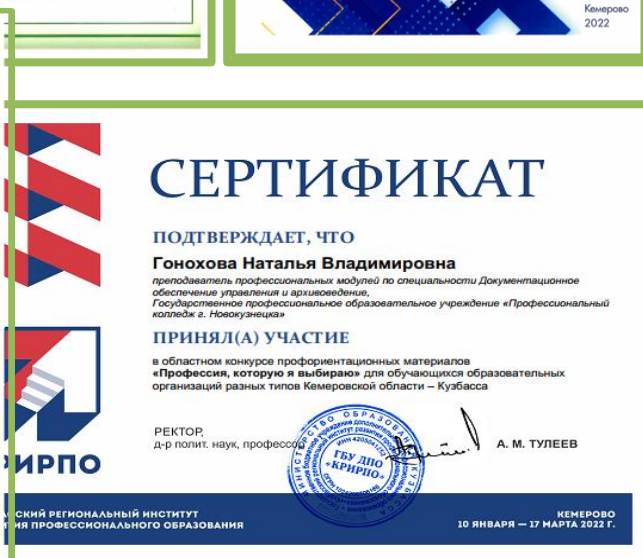 Кемерово
2022
СЕРТИФИКАТ
ПОДТВЕРЖДАЕТ, ЧТО
Гонохова Наталья Владимировна
преподаватель профессиональных модулей по специальности Документационное
обеспечение управления и архивоведение,
Государственное профессиональное образовательное учреждение «Профессиональный
колледж г. Новокузнецка»
ПРИНЯЛ(А) УЧАСТИЕ
в областном конкурсе профориентационных материалов
«Профессия, которую я выбираю» для обучающихся образовательных
организаций разных типов Кемеровской области – Кузбасса
РЕКТОР,
д-р полит. наук, профессор
ГБУ ДПО
«КРИРПО»
А. М. ТУЛЕЕВ
ИРПО
СКИЙ РЕГИОНАЛЬНЫЙ ИНСТИТУТ
ИЯ ПРОФЕССИОНАЛЬНОГО ОБРАЗОВАНИЯ
КЕМЕРОВО
10 ЯНВАРЯ — 17 МАРТА 2022 Г.